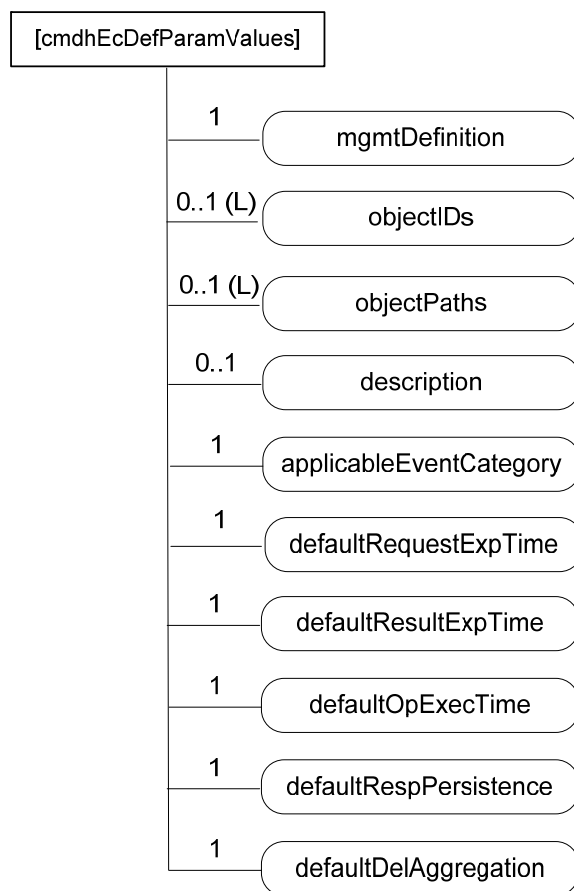 [cmdhEcDefParamValues]
1
mgmtDefinition
0..1 (L)
objectIDs
0..1 (L)
objectPaths
0..1
description
1
applicableEventCategory
1
defaultRequestExpTime
1
defaultResultExpTime
1
defaultOpExecTime
1
defaultRespPersistence
1
defaultDelAggregation